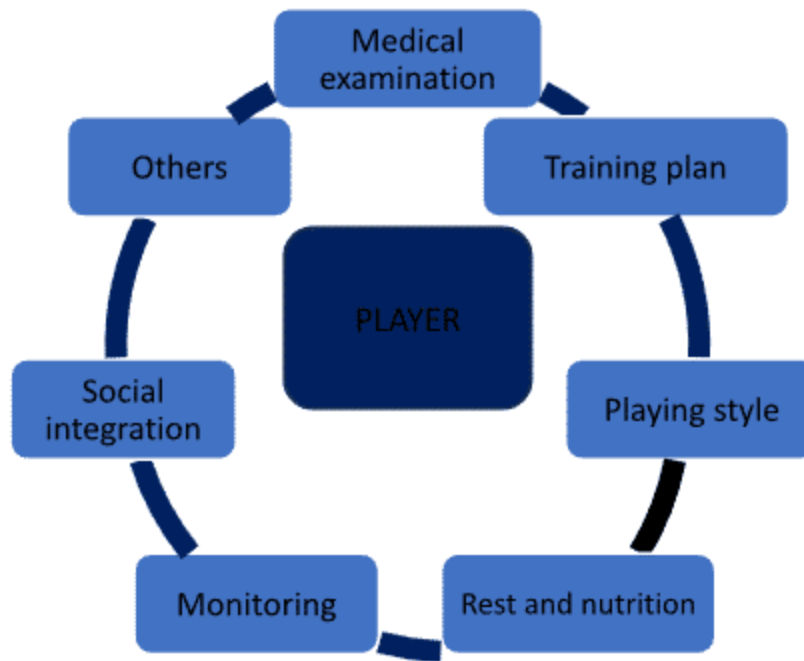 Medical
examination
Others
Training plan
PLAYER
Social
integration
Playing style
Monitoring
Rest and nutrition